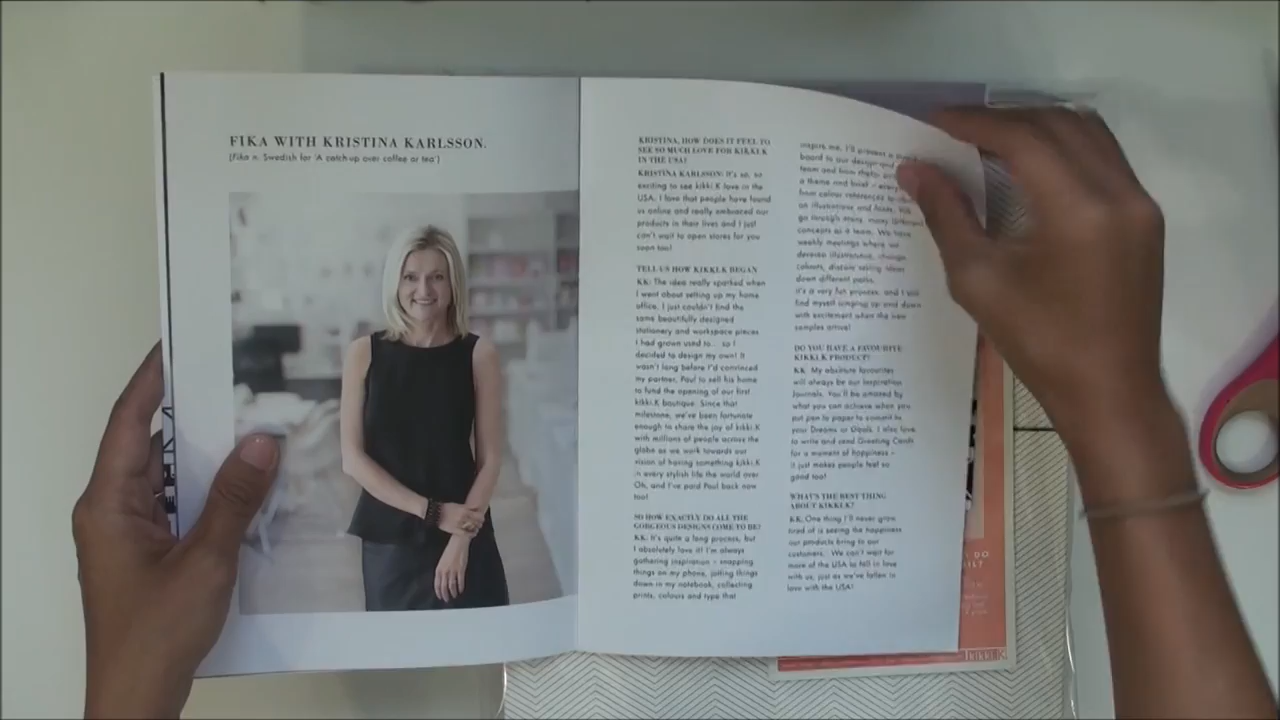 FIKA WITH KRISTINA KARLSSON.
[Fika n. Swedish for 'A catch-up over coffee or tea']
KRISTINA, HOW DOES IT FEEL TO
SEE SO MUCH LOVE FOR KIKKI.K
IN THE USA?
KRISTINA KARLSSON: It's so, so
exciting to see kikki.K love in the
USA. I love that people have found
us online and really embraced our
products in their lives and I just
can't wait to open stores for you
soon too!
TELL US HOW KIKKI.K BEGAN
KK: The idea really sparked when
I went about setting up my home
office. I just couldn't find the
same beautifully designed
stationery and workspace pieces
I had grown used to... so I
decided to design my own! It
wasn't long before I'd convinced
my partner, Paul to sell his home
to fund the opening of our first
kikki.K boutique. Since that
milestone, we've been fortunate
enough to share the joy of kikki.K
with millions of people across the
globe as we work towards our
vision of having something kikki.K
in every stylish life the world over
Oh, and I've paid Paul back now
too!
SO HOW EXACTLY DO ALL THE
GORGEOUS DESIGNS COME TO BE?
KK: It's quite a long process, but
I absolutely love it! I'm always
gathering inspiration – snapping
things on my phone, jotting things
down in my notebook, collecting
prints, colours and type that
inspire me. I'll present a
board to our design and
team and from there
a theme and brief –
from colour references to
an illustrations and fonts. We
go through many, many different
concepts as a team. We have
weekly meetings where we
develop illustrations, change
colours, discuss
down different paths.
It's a very fun process, and I still
find myself jumping up and down
with excitement when the new
samples arrive!
DO YOU HAVE A FAVOURITE
KIKKI.K PRODUCT?
KK: My absolute favourites
will always be our Inspiration
Journals. You'll be amazed by
what you can achieve when you
put pen to paper to commit to
your Dreams or Goals. I also love
to write and send Greeting Cards
for a moment of happiness –
it just makes people feel so
good too!
WHAT'S THE BEST THING
ABOUT KIKKI.K?
KK: One thing I'll never grow
tired of is seeing the happiness
our products bring to our
customers. We can't wait for
more of the USA to fall in love
with us, just as we've fallen in
love with the USA!